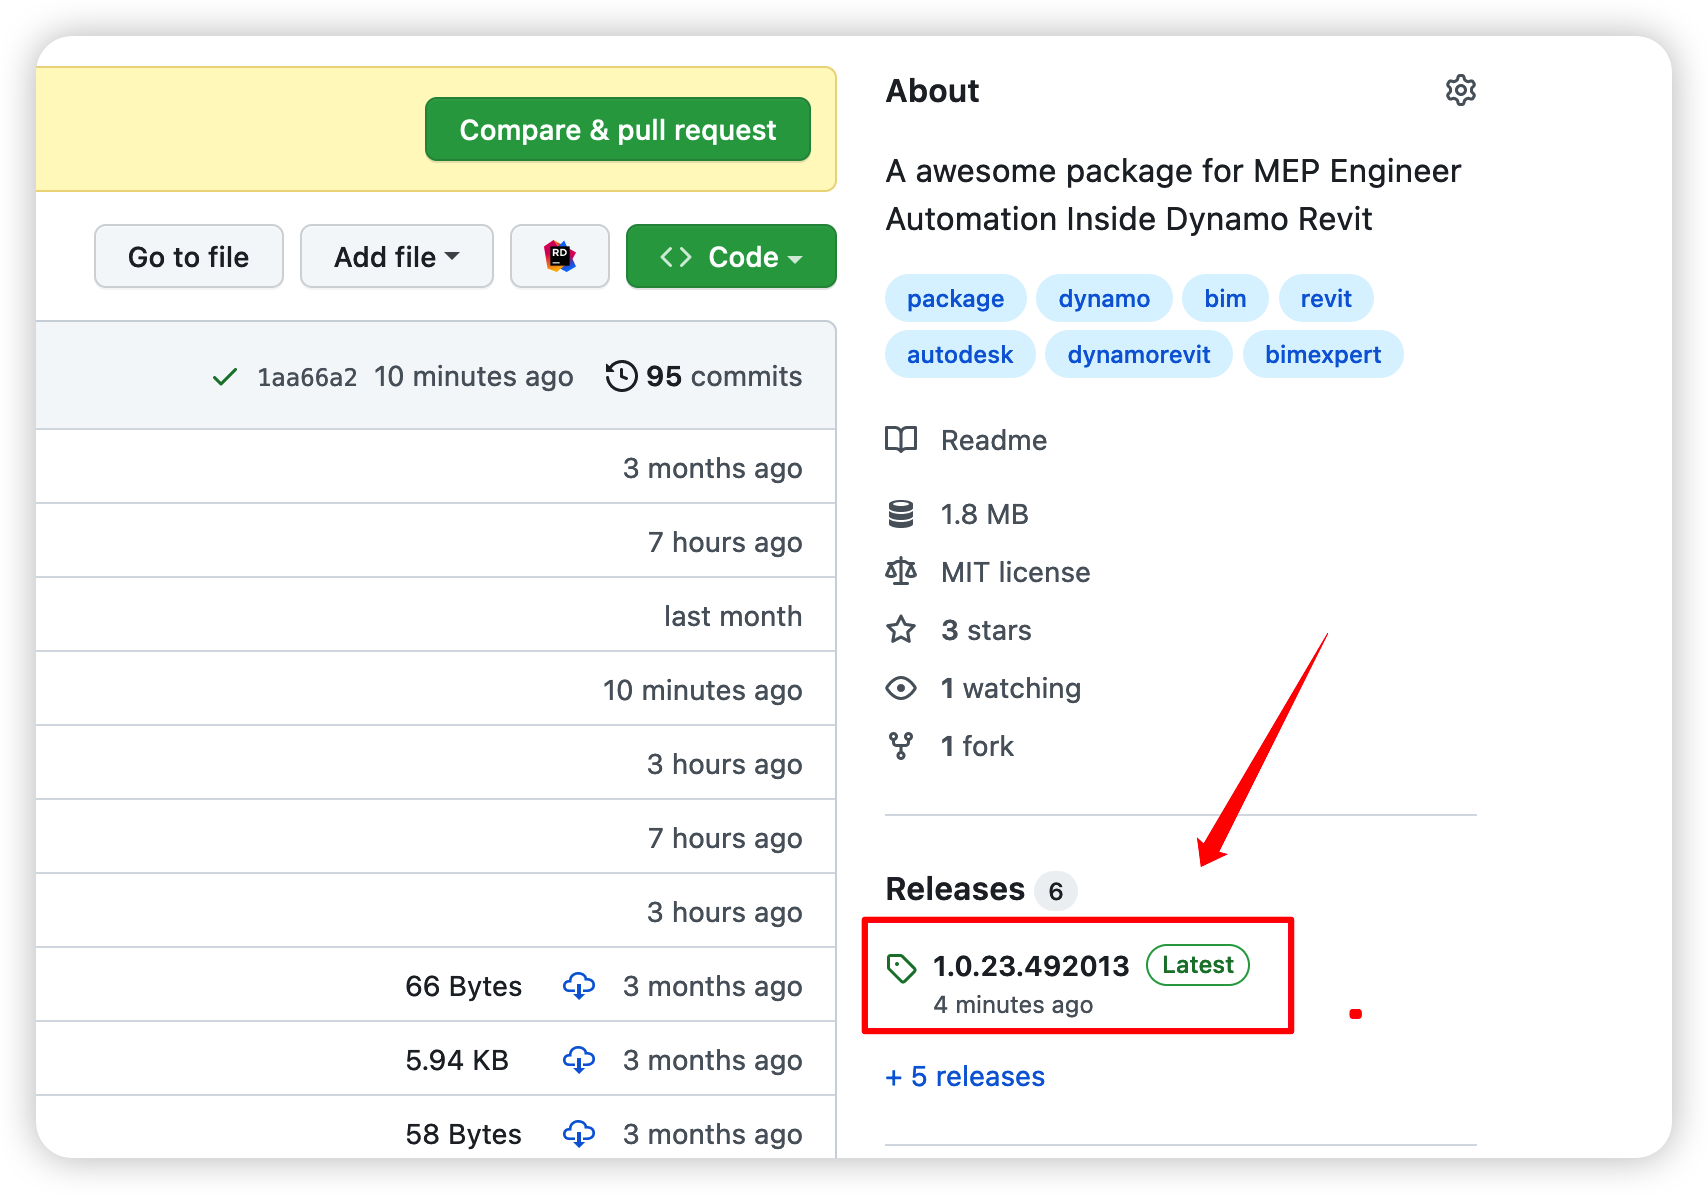 Compare & pull request
Go to file
Add file
RD
Code
1aa66a2 10 minutes ago 95 commits
3 months ago
7 hours ago
last month
10 minutes ago
3 hours ago
7 hours ago
3 hours ago
66 Bytes 3 months ago
5.94 KB 3 months ago
58 Bytes 3 months ago
About
A awesome package for MEP Engineer
Automation Inside Dynamo Revit
package dynamo bim revit
autodesk dynamorevit bimexpert
Readme
1.8 MB
MIT license
3 stars
1 watching
1 fork
Releases 6
1.0.23.492013 Latest
4 minutes ago
+ 5 releases